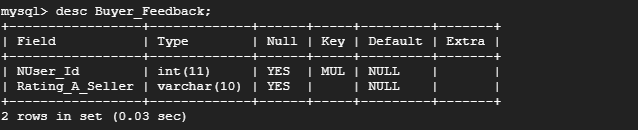 mysql> desc Buyer_Feedback;
+----------------+-------------+------+-----+---------+-------+
| Field          | Type        | Null | Key | Default | Extra |
+----------------+-------------+------+-----+---------+-------+
| NUser_Id       | int(11)     | YES  | MUL | NULL    |       |
| Rating_A_Seller | varchar(10) | YES  |     | NULL    |       |
+----------------+-------------+------+-----+---------+-------+
2 rows in set (0.03 sec)